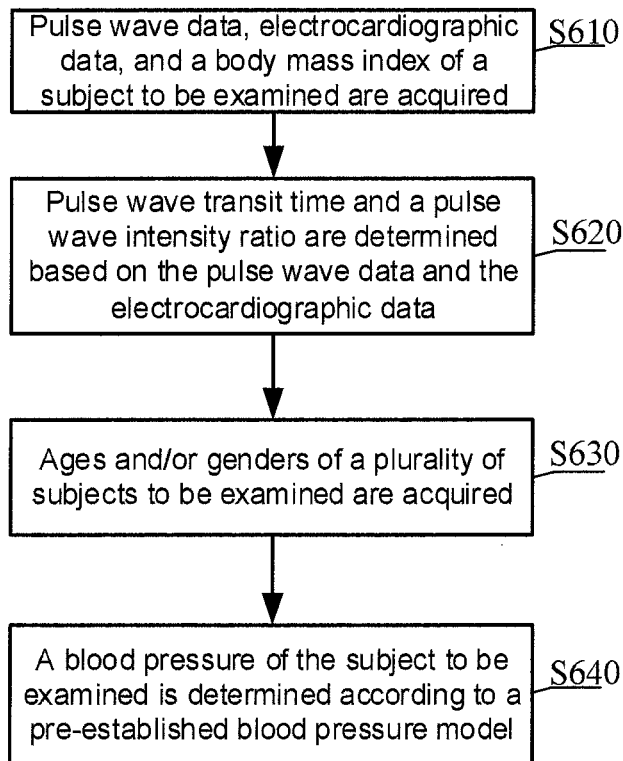 Pulse wave data, electrocardiographic
data, and a body mass index of a
subject to be examined are acquired
S610
Pulse wave transit time and a pulse
wave intensity ratio are determined
based on the pulse wave data and the
electrocardiographic data
S620
Ages and/or genders of a plurality of
subjects to be examined are acquired
S630
A blood pressure of the subject to be
examined is determined according to a
pre-established blood pressure model
S640